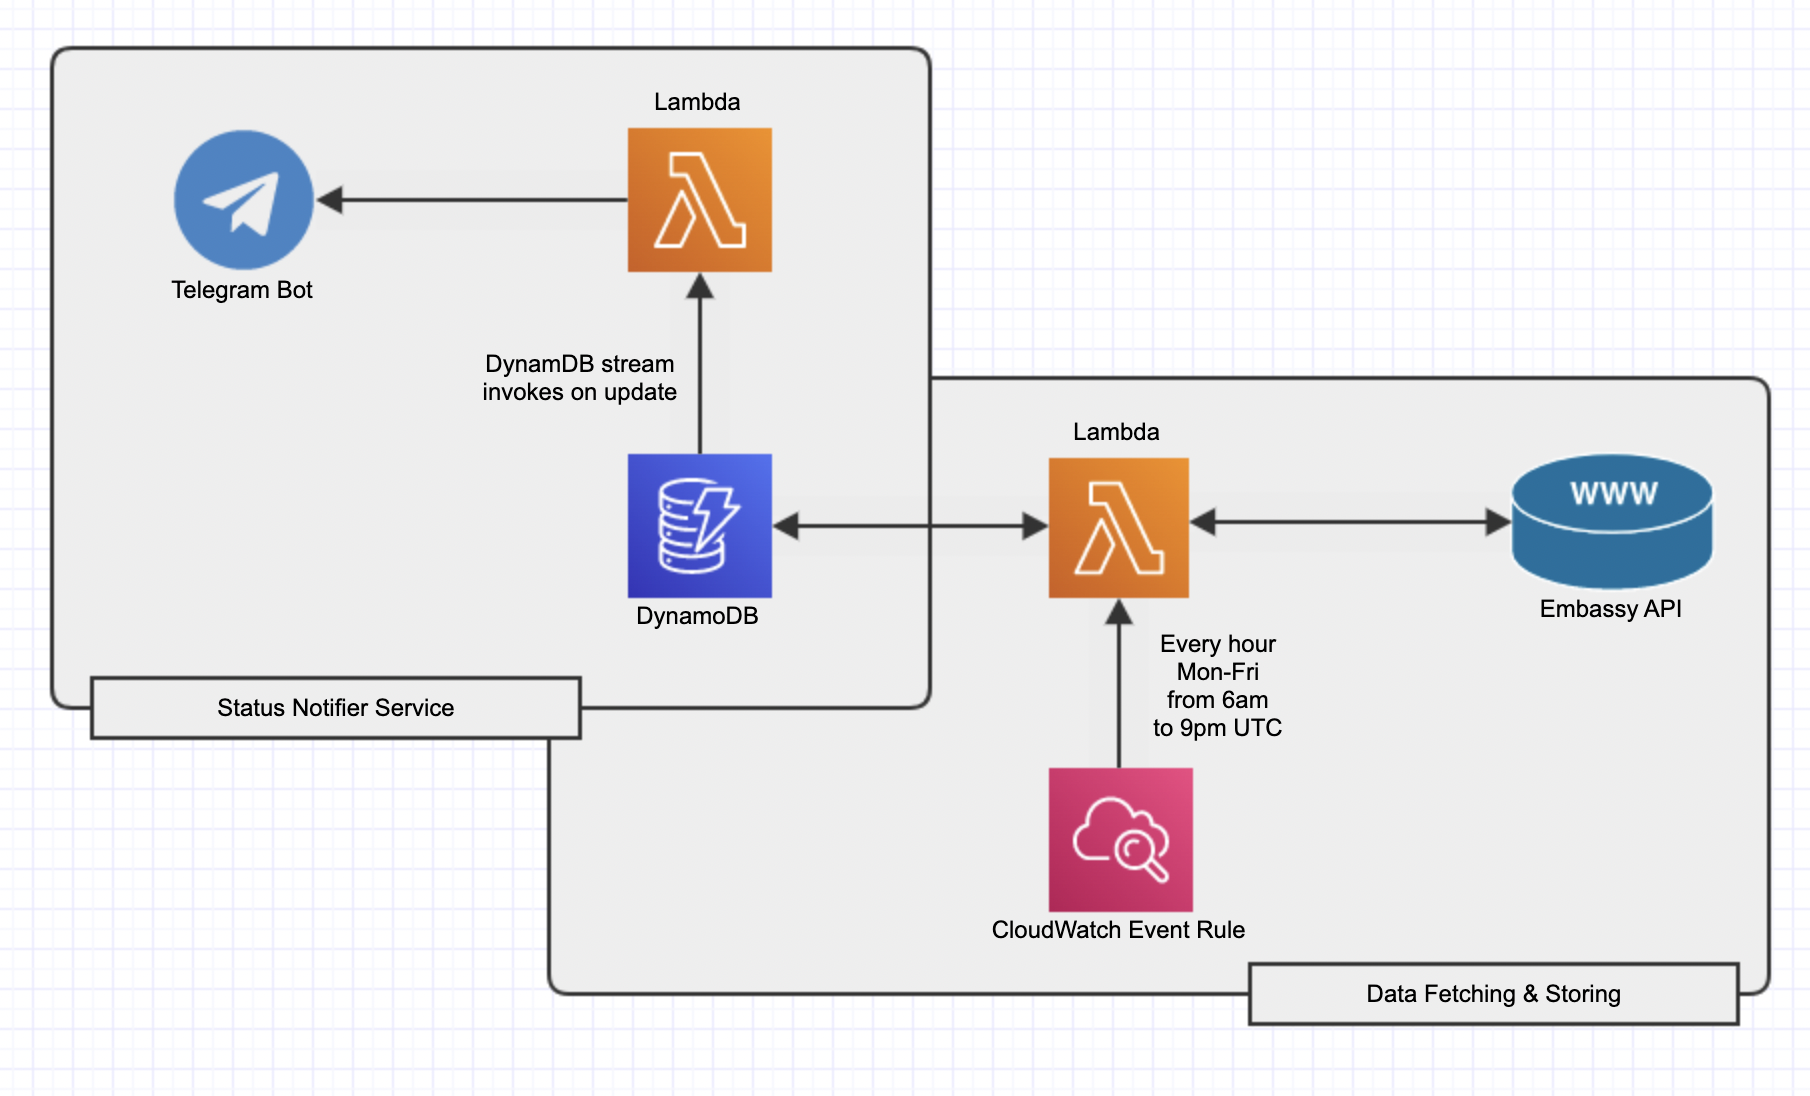 Lambda
Telegram Bot
DynamDB stream
invokes on update
DynamoDB
Status Notifier Service
Lambda
WWW
Embassy API
Every hour
Mon-Fri
from 6am
to 9pm UTC
CloudWatch Event Rule
Data Fetching & Storing